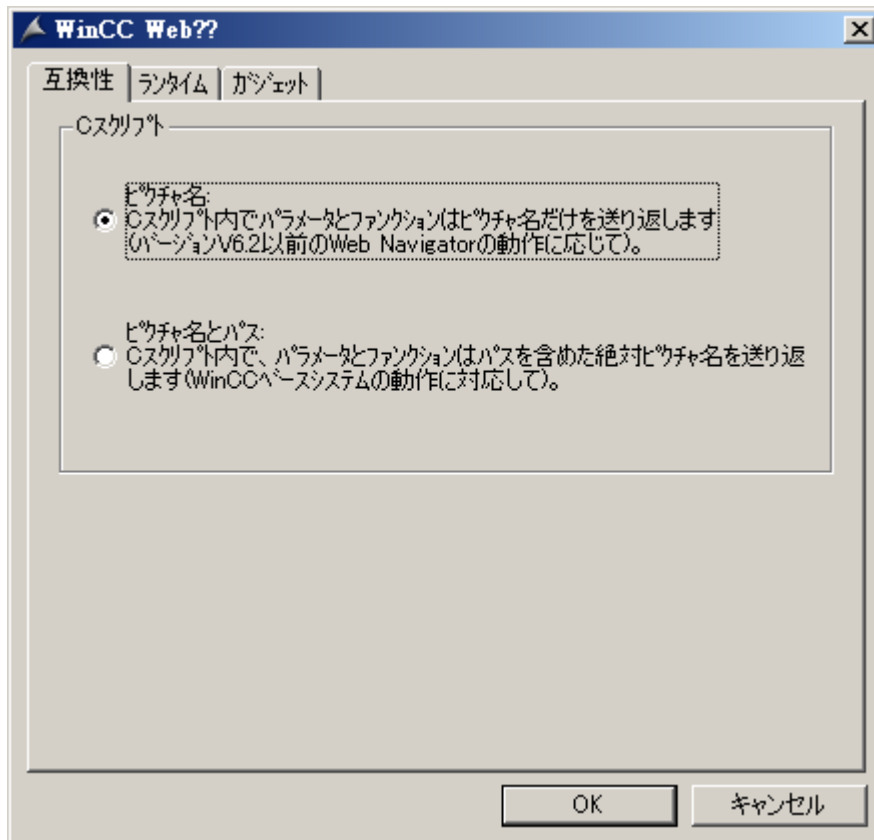 WinCC Web??
互換性 ﾗﾝﾀｲﾑ ｶﾞｼﾞｪｯﾄ
Cｽｸﾘﾌﾟﾄ
ﾋﾟｸﾁｬ名:
Cｽｸﾘﾌﾟﾄ内でﾊﾟﾗﾒｰﾀとﾌｧﾝｸｼｮﾝはﾋﾟｸﾁｬ名だけを送り返します
(ﾊﾞｰｼﾞｮﾝV6.2以前のWeb Navigatorの動作に応じて)。
ﾋﾟｸﾁｬ名とﾊﾟｽ:
Cｽｸﾘﾌﾟﾄ内で、ﾊﾟﾗﾒｰﾀとﾌｧﾝｸｼｮﾝはﾊﾟｽを含めた絶対ﾋﾟｸﾁｬ名を送り返
します(WinCCﾍﾞｰｽｼｽﾃﾑの動作に対応して)。
OK キャンセル